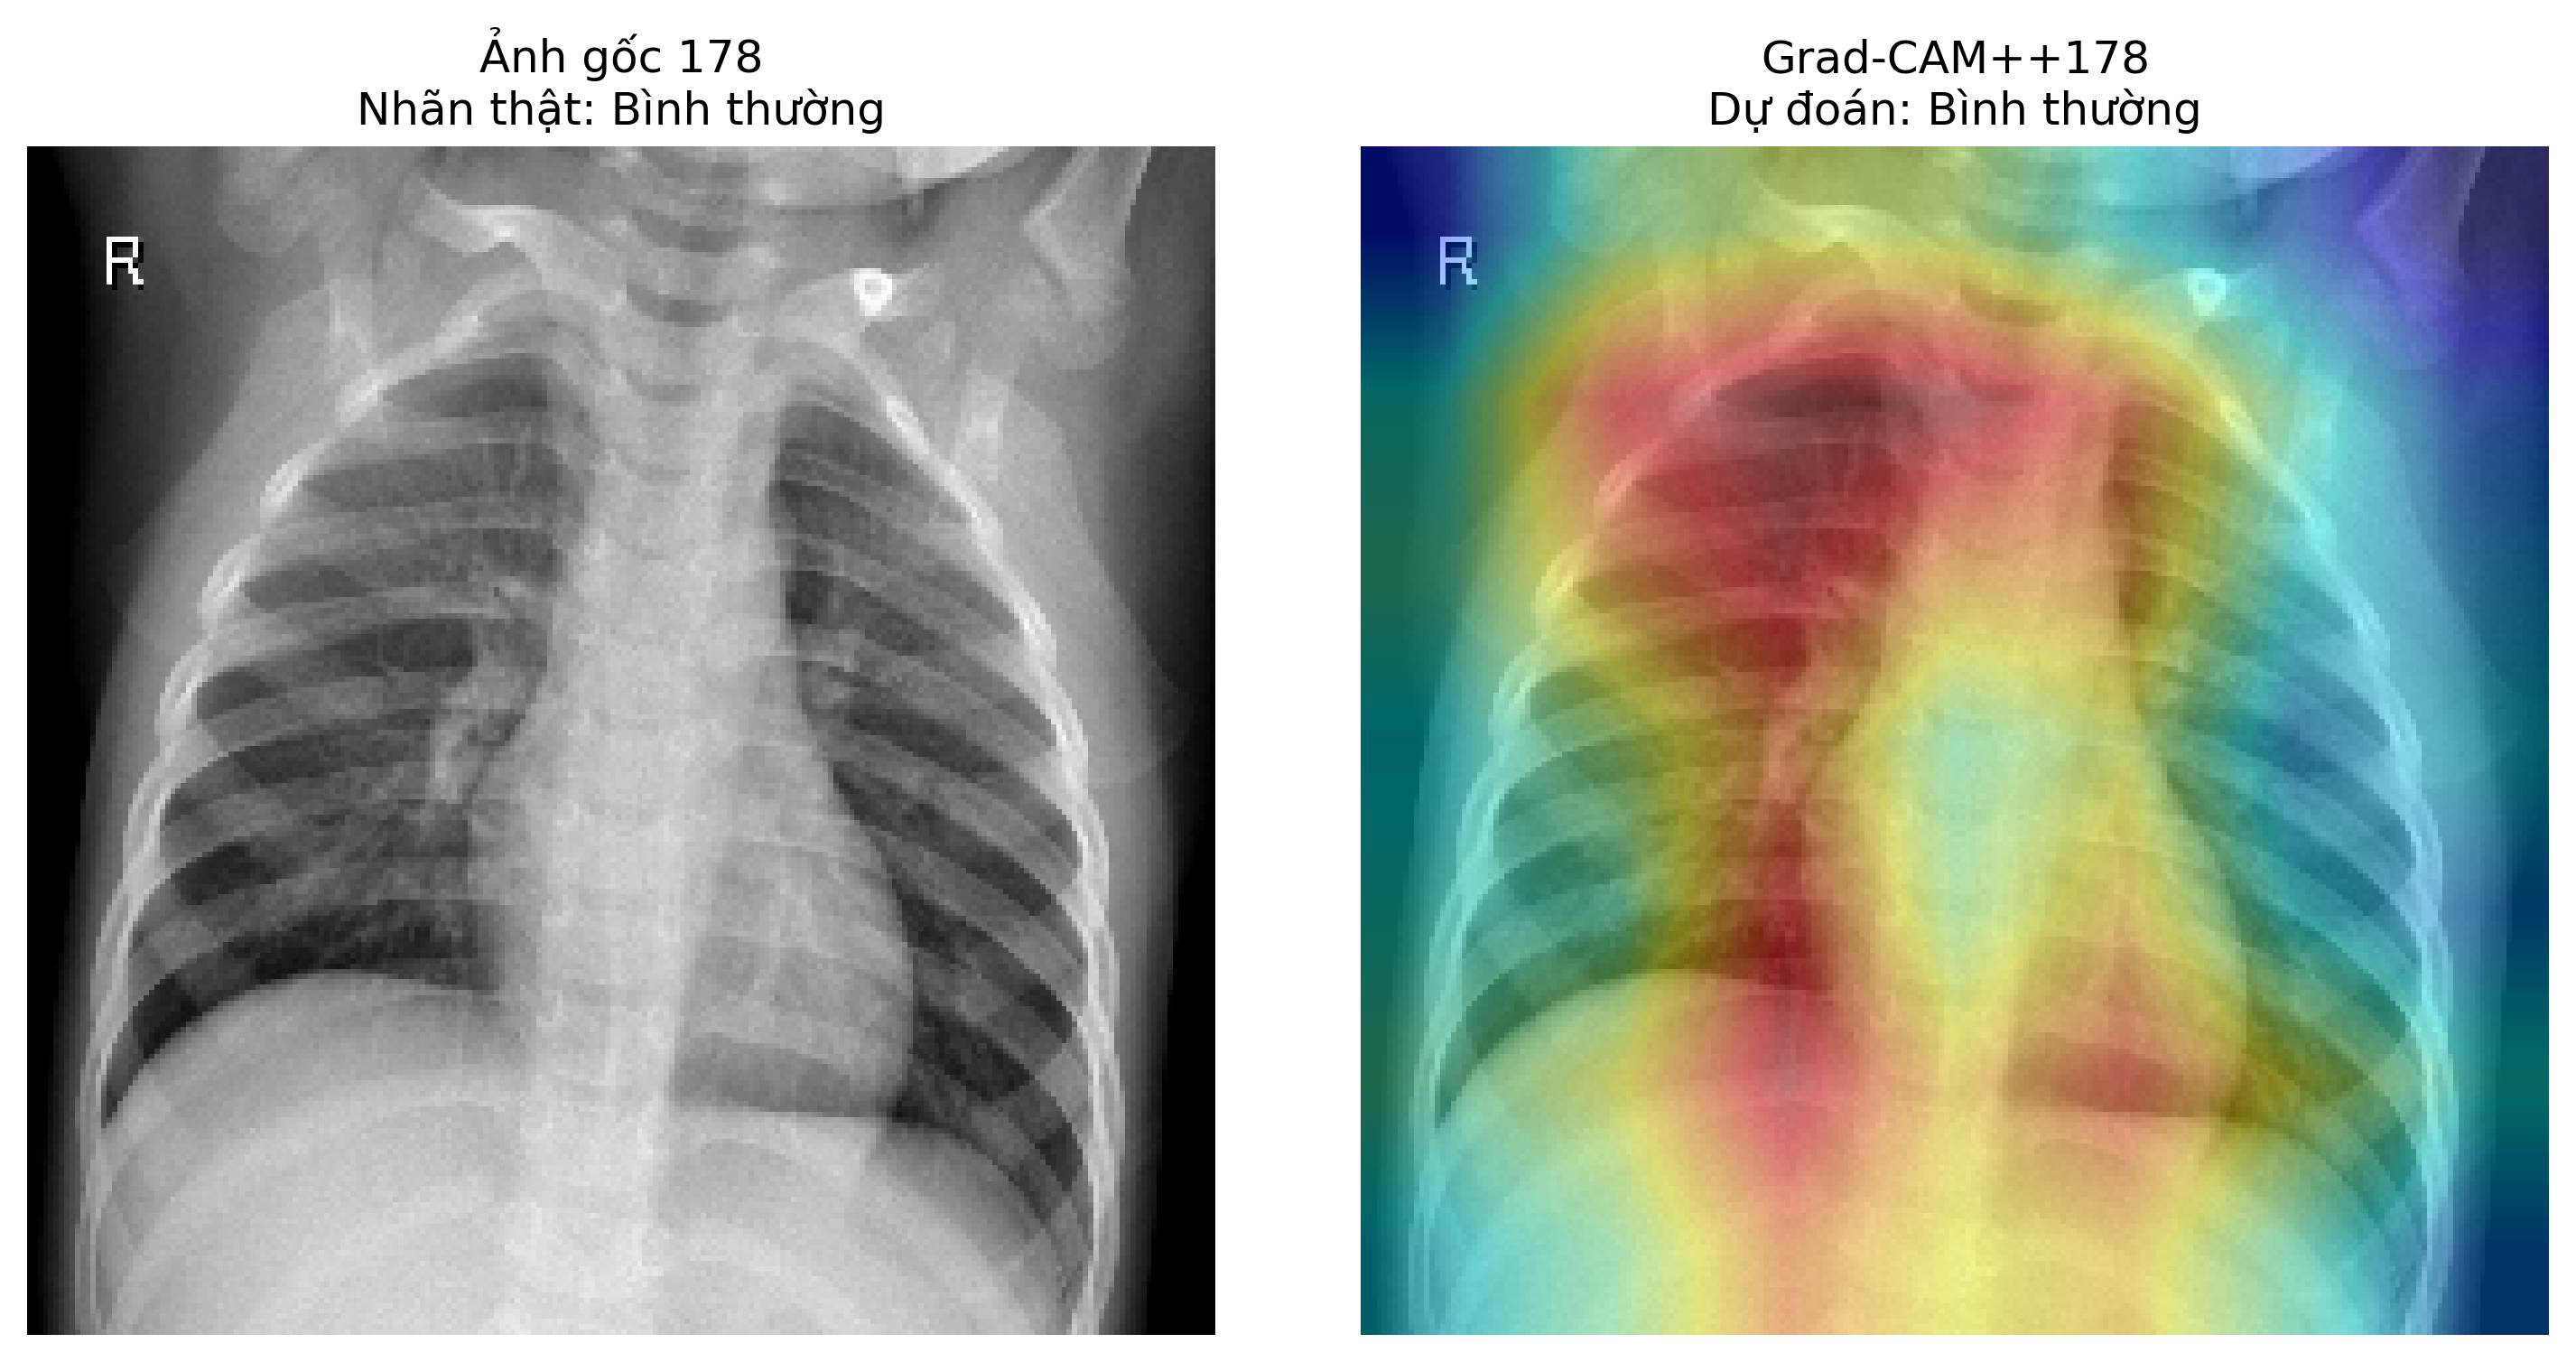 Ảnh gốc 178
Nhãn thật: Bình thường
Grad-CAM++178
Dự đoán: Bình thường
R
R